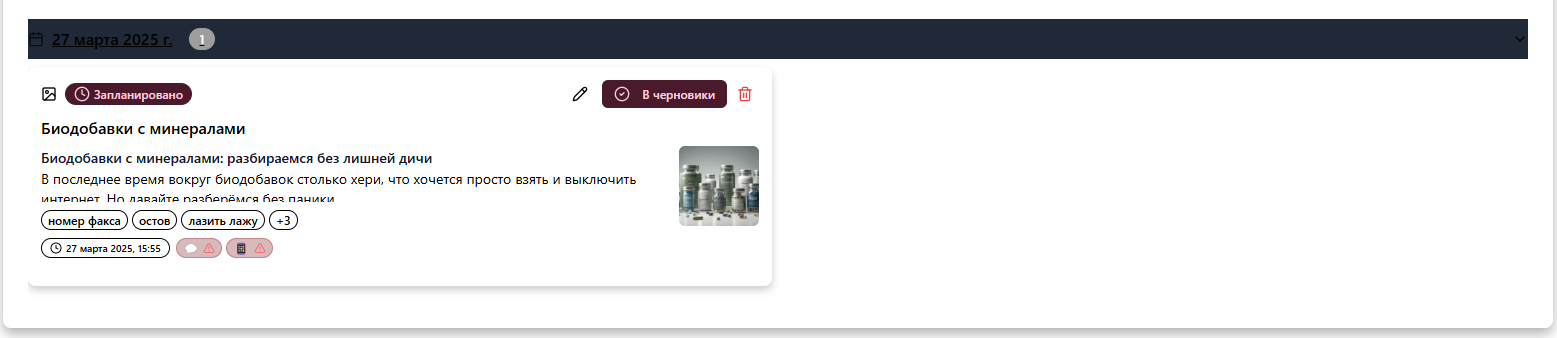 27 марта 2025 г. 1
Запланировано В черновики
Биодобавки с минералами
Биодобавки с минералами: разбираемся без лишней дичи
В последнее время вокруг биодобавок столько хери, что хочется просто взять и выключить
интернет. Но давайте разберёмся без паники
номер факса остов лазить лажу +3
27 марта 2025, 15:55